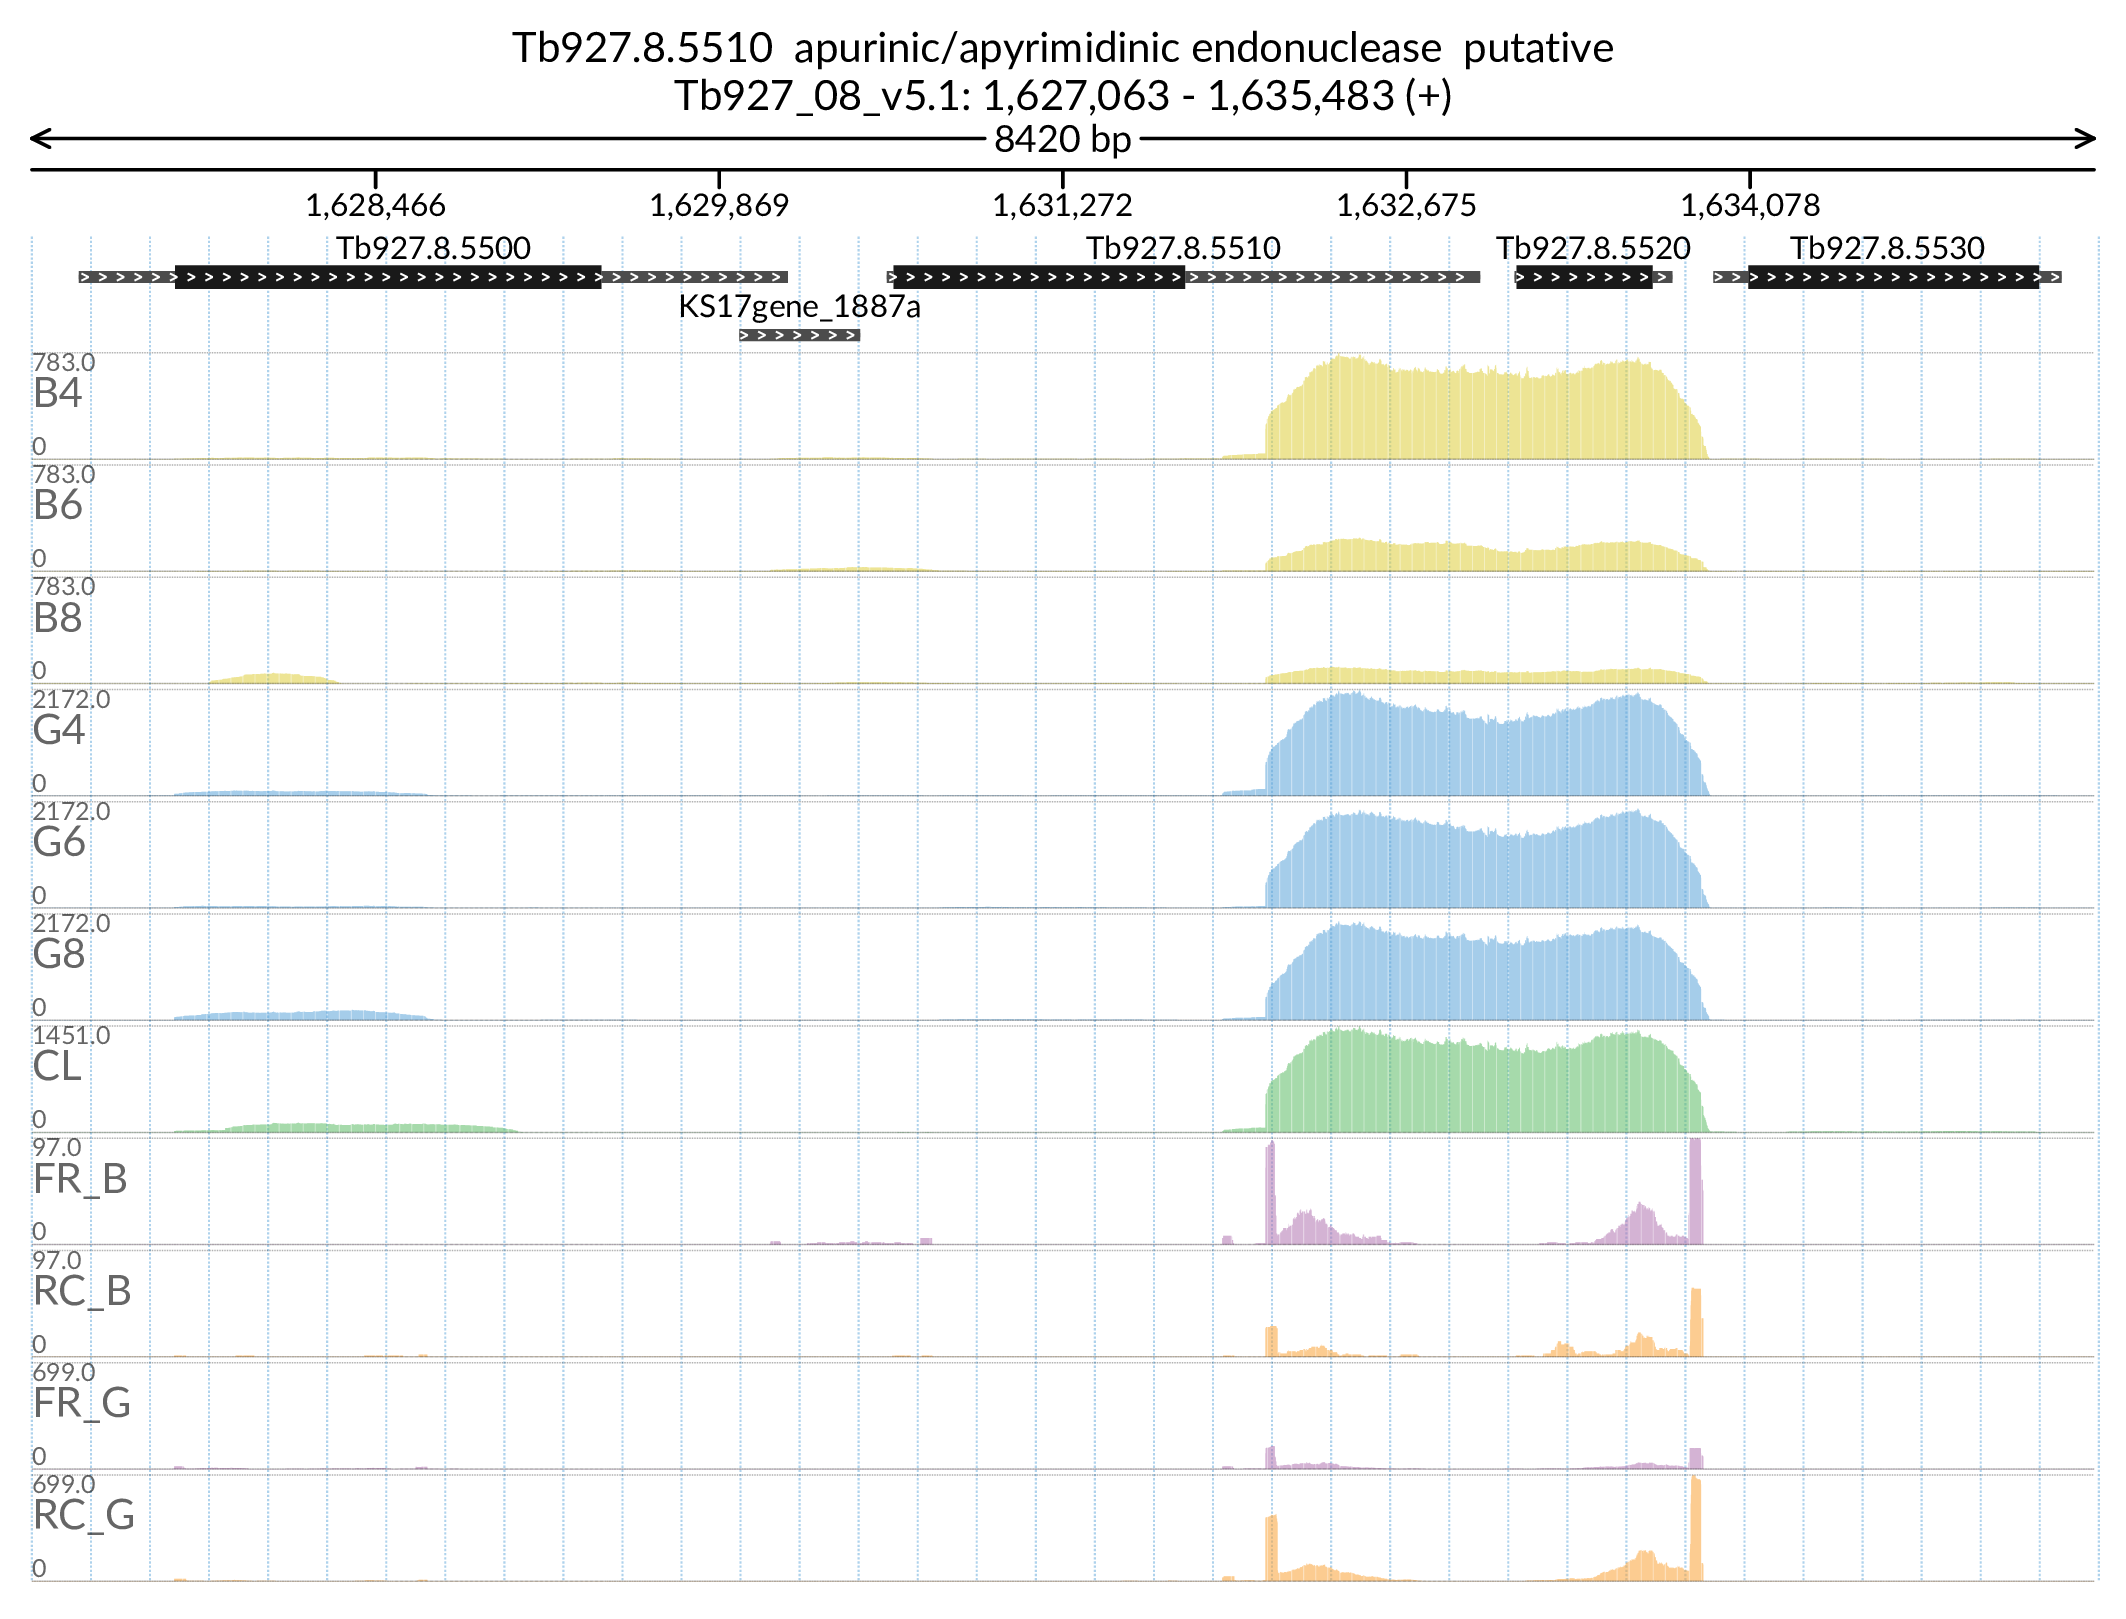 Tb927.8.5510 apurinic/apyrimidinic endonuclease putative
Tb927_08_v5.1: 1,627,063 - 1,635,483 (+)
8420 bp
1,628,466 1,629,869 1,631,272 1,632,675 1,634,078
Tb927.8.5500 Tb927.8.5510 Tb927.8.5520 Tb927.8.5530
KS17gene_1887a
783.0
B4
0
783.0
B6
0
783.0
B8
0
2172.0
G4
0
2172.0
G6
0
2172.0
G8
0
1451.0
CL
0
97.0
FR_B
0
97.0
RC_B
0
699.0
FR_G
0
699.0
RC_G
0